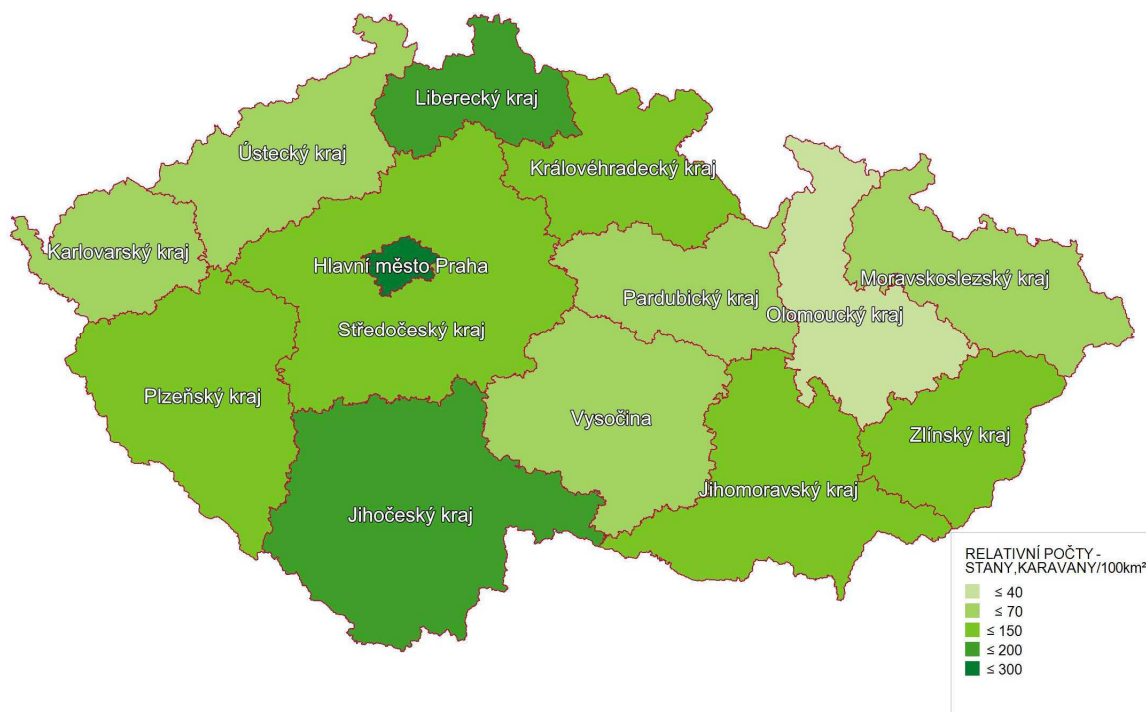 Liberecký kraj
Ústecký kraj
Královéhradecký kraj
Karlovarský kraj
Hlavní město Praha
Moravskoslezský kraj
Pardubický kraj
Olomoucký kraj
Středočeský kraj
Plzeňský kraj
Vysočina
Zlínský kraj
Jihomoravský kraj
Jihočeský kraj
RELATIVNÍ POČTY -
STANY,KARAVANY/100km²
≤ 40
≤ 70
≤ 150
≤ 200
≤ 300